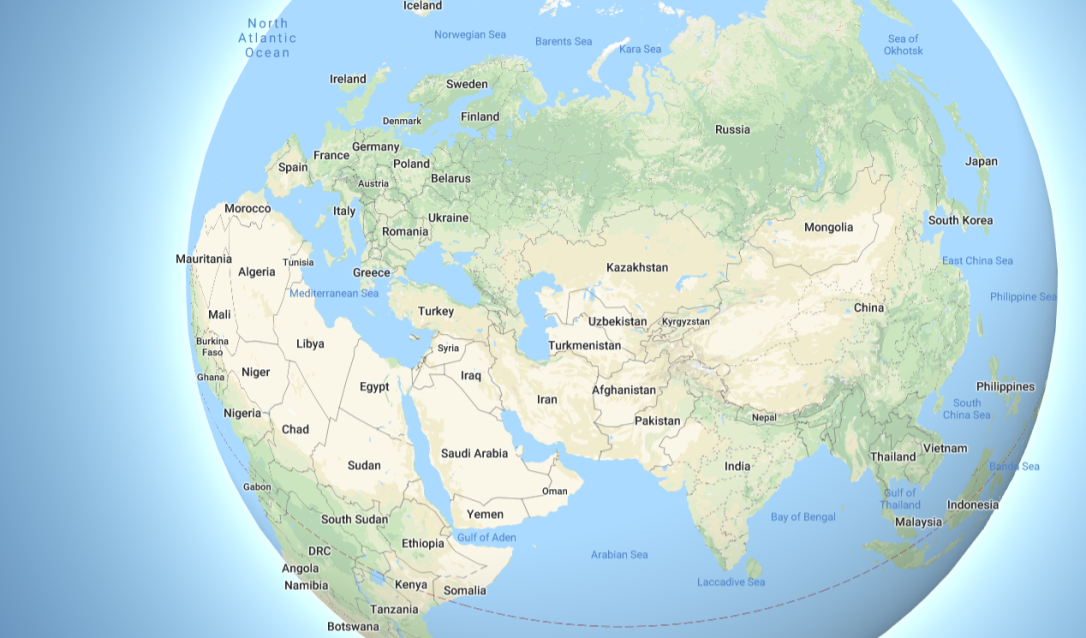 Iceland
North
Atlantic
Ocean
Norwegian Sea
Barents Sea
Kara Sea
Sea of
Okhotsk
Ireland
Sweden
Finland
Denmark
Russia
Germany
France
Poland
Spain
Austria
Belarus
Japan
Morocco
Italy
Ukraine
Romania
Mongolia
South Korea
Mauritania
Tunisia
Algeria
Greece
Kazakhstan
East China Sea
Mediterranean Sea
Philippine Sea
Mali
Turkey
Uzbekistan
Kyrgyzstan
China
Burkina
Faso
Libya
Syria
Turkmenistan
Ghana
Niger
Egypt
Iraq
Iran
Afghanistan
Philippines
Nigeria
Chad
Pakistan
Nepal
South
China Sea
Sudan
Saudi Arabia
India
Thailand
Vietnam
Banda Sea
Gabon
Oman
Gulf of
Thailand
Indonesia
South Sudan
Yemen
Bay of Bengal
Malaysia
DRC
Ethiopia
Gulf of Aden
Arabian Sea
Angola
Namibia
Kenya
Somalia
Laccadive Sea
Tanzania
Botswana